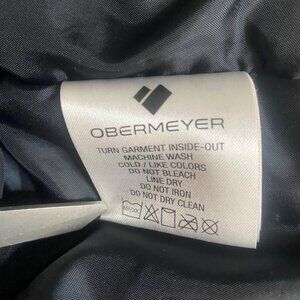 OBERMEYER
TURN GARMENT INSIDE-OUT
MACHINE WASH
COLD / LIKE COLORS
DO NOT BLEACH
LINE DRY
DO NOT IRON
DO NOT DRY CLEAN